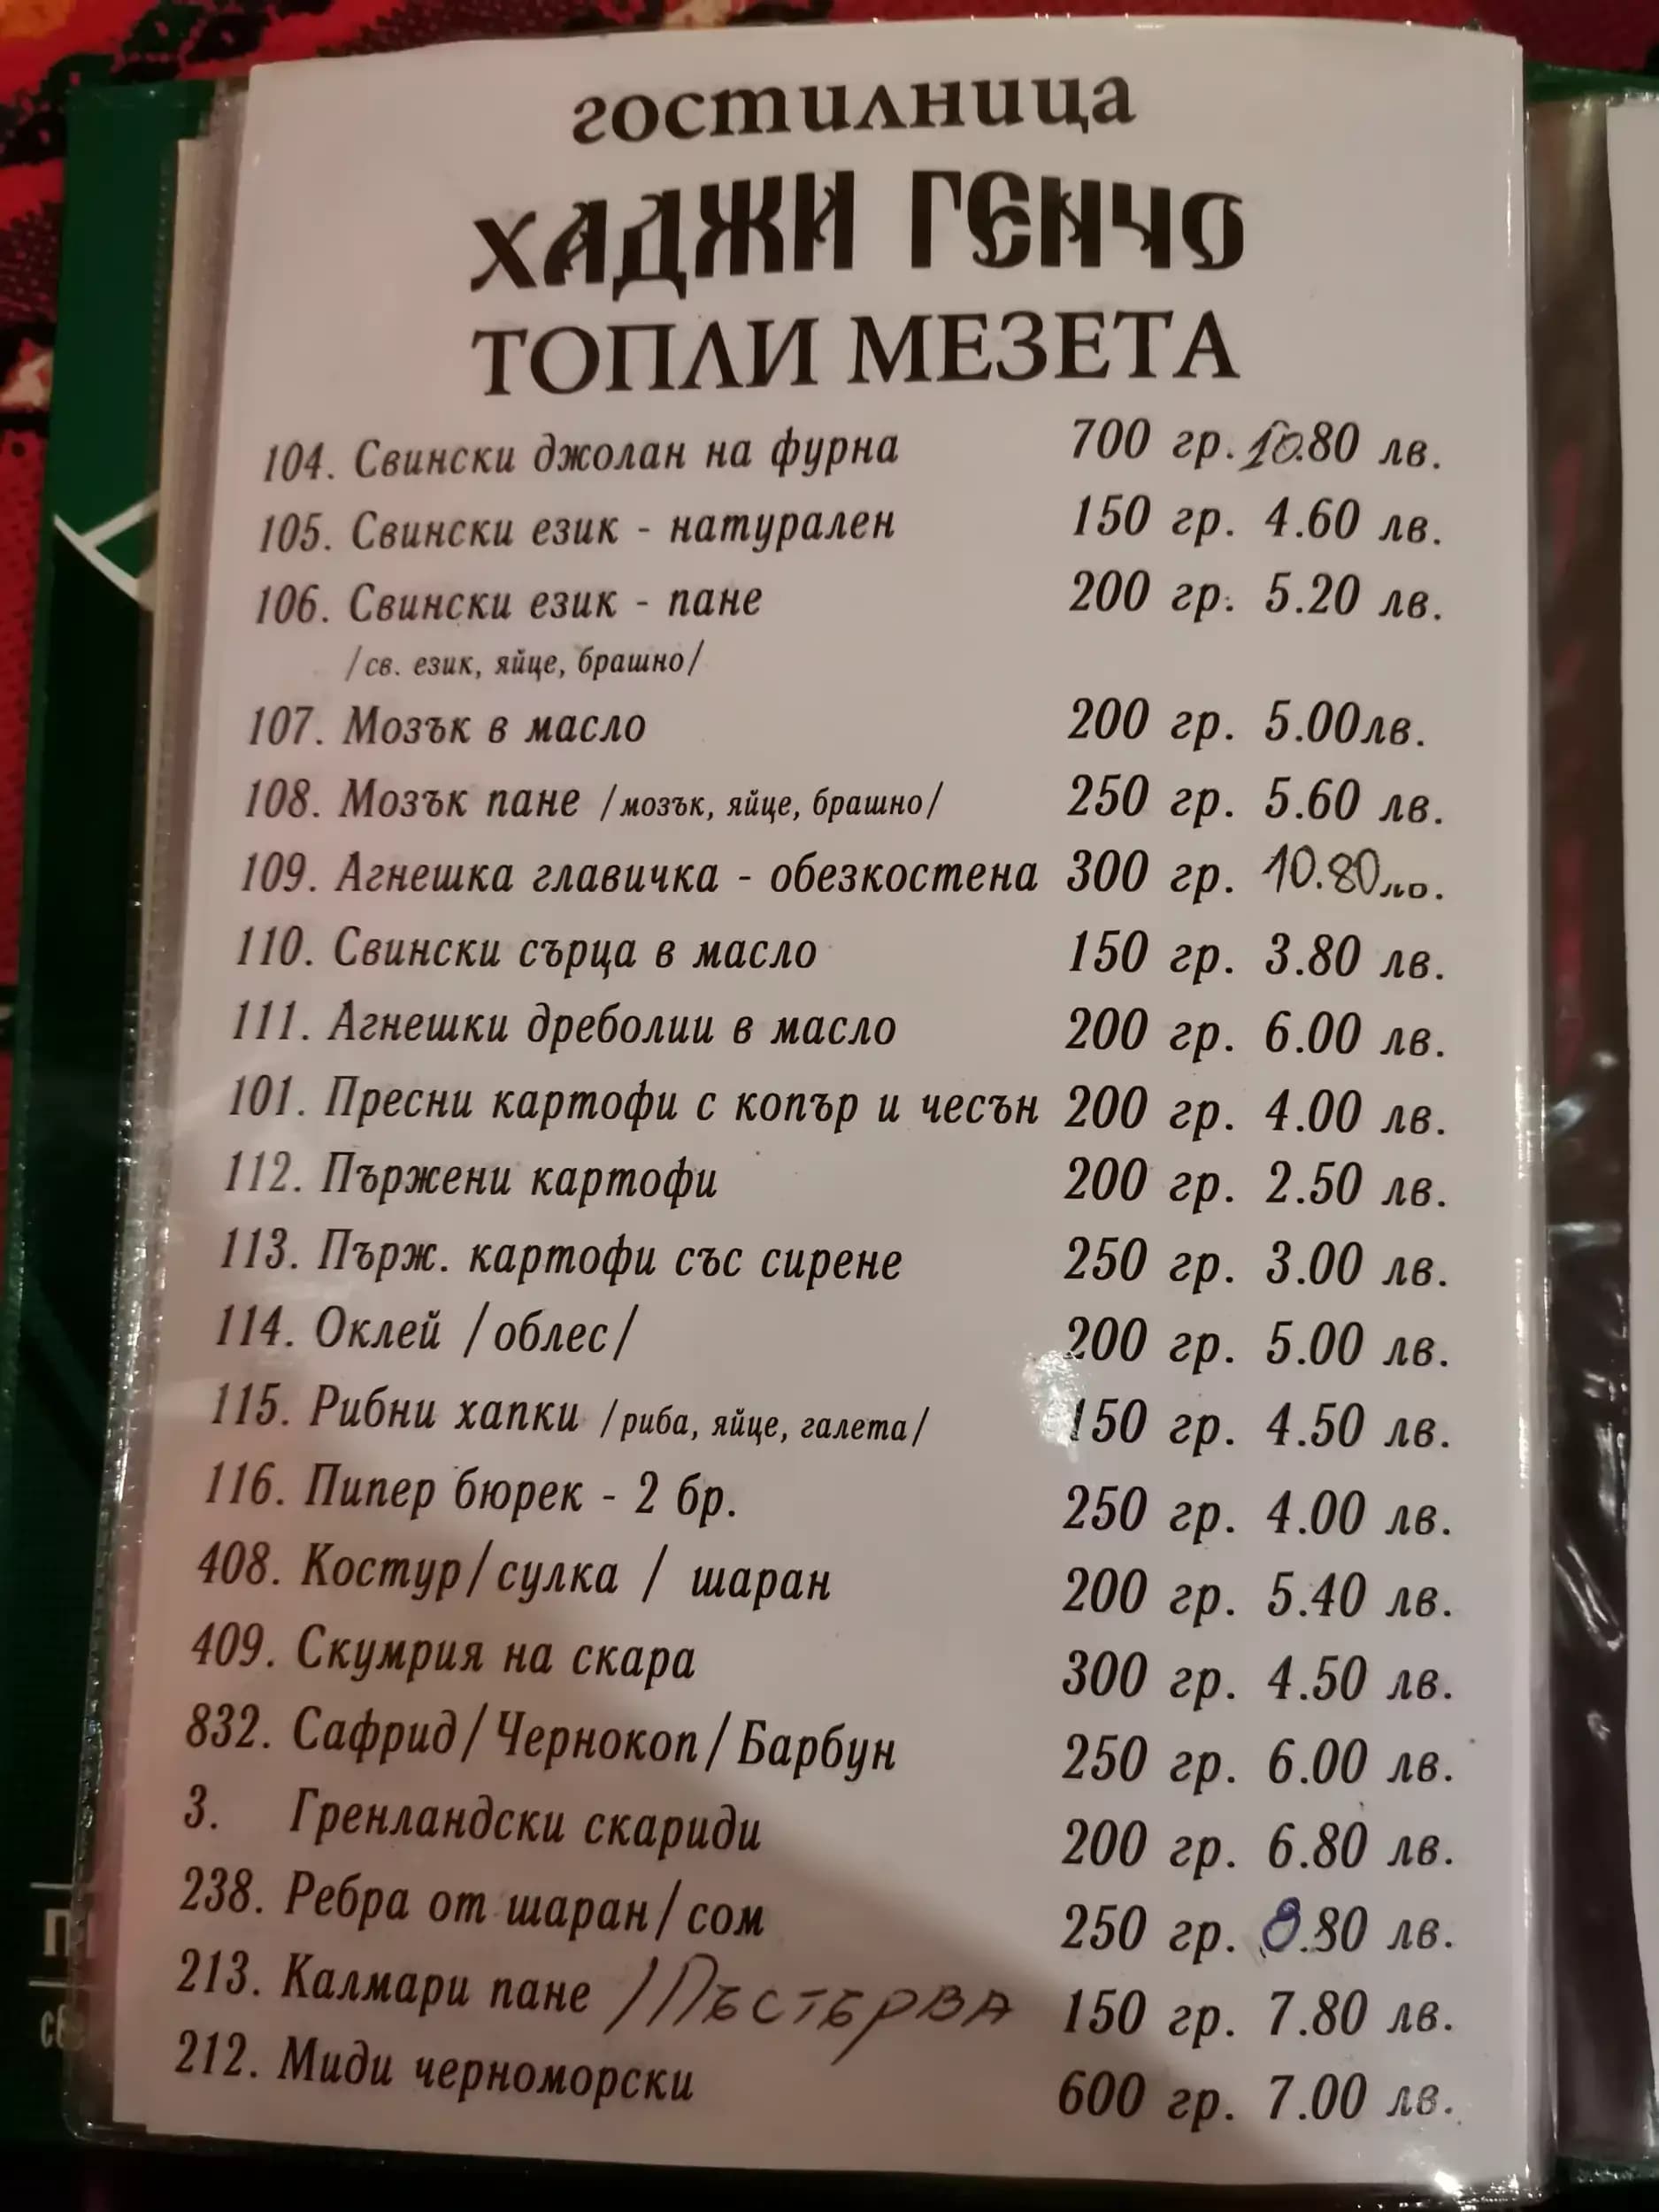 гостилница
ХАДЖИ ГЕНЧО
ТОПЛИ МЕЗЕТА
104. Свински джолан на фурна 700 гр. 10.80 лв.
105. Свински език - натурален 150 гр. 4.60 лв.
106. Свински език - пане 200 гр. 5.20 лв.
/св. език, яйце, брашно/
107. Мозък в масло 200 гр. 5.00лв.
108. Мозък пане /мозък, яйце, брашно/ 250 гр. 5.60 лв.
109. Агнешка главичка - обезкостена 300 гр. 10.80 лв.
110. Свински сърца в масло 150 гр. 3.80 лв.
111. Агнешки дреболии в масло 200 гр. 6.00 лв.
101. Пресни картофи с копър и чесън 200 гр. 4.00 лв.
112. Пържени картофи 200 гр. 2.50 лв.
113. Пърж. картофи със сирене 250 гр. 3.00 лв.
114. Оклей /облес/ 200 гр. 5.00 лв.
115. Рибни хапки /риба, яйце, галета/ 150 гр. 4.50 лв.
116. Пипер бюрек - 2 бр. 250 гр. 4.00 лв.
408. Костур/сулка / шаран 200 гр. 5.40 лв.
409. Скумрия на скара 300 гр. 4.50 лв.
832. Сафрид/Чернокоп/Барбун 250 гр. 6.00 лв.
3. Гренландски скариди 200 гр. 6.80 лв.
238. Ребра от шаран/сом 250 гр. 8.80 лв.
213. Калмари пане /Пъстърва 150 гр. 7.80 лв.
212. Миди черноморски 600 гр. 7.00 лв.